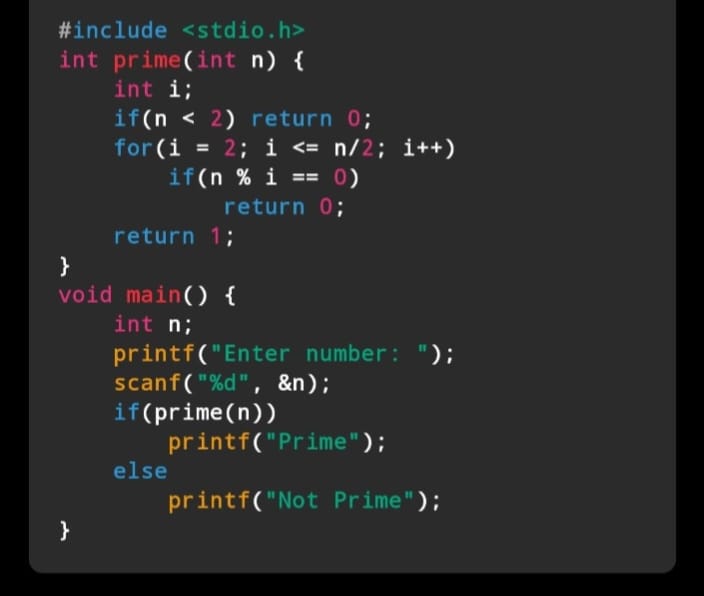 #include <stdio.h>
int prime(int n) {
    int i;
    if(n < 2) return 0;
    for(i = 2; i <= n/2; i++)
        if(n % i == 0)
            return 0;
    return 1;
}
void main() {
    int n;
    printf("Enter number: ");
    scanf("%d", &n);
    if(prime(n))
        printf("Prime");
    else
        printf("Not Prime");
}